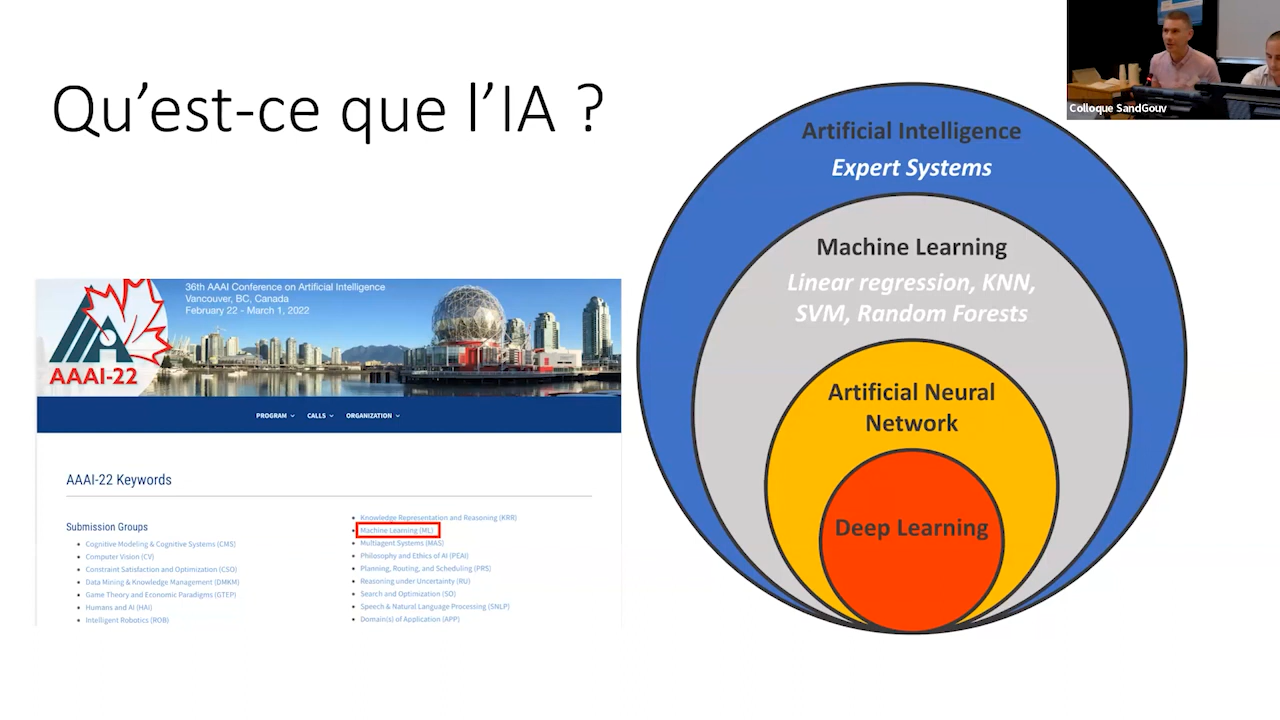 Qu'est-ce que l'IA ?
Colloque SandGouv
36th AAAI Conference on Artificial Intelligence
Vancouver, BC, Canada
February 22 - March 1, 2022
AAAI-22
PROGRAM
CALLS
ORGANIZATION
AAAI-22 Keywords
Submission Groups
Cognitive Modeling & Cognitive Systems (CMS)
Computer Vision (CV)
Constraint Satisfaction and Optimization (CSO)
Data Mining & Knowledge Management (DMKM)
Game Theory and Economic Paradigms (GTEP)
Humans and AI (HAI)
Intelligent Robotics (ROB)
Knowledge Representation and Reasoning (KRR)
Machine Learning (ML)
Multiagent Systems (MAS)
Philosophy and Ethics of AI (PEAI)
Planning, Routing, and Scheduling (PRS)
Reasoning under Uncertainty (RU)
Search and Optimization (SO)
Speech & Natural Language Processing (SNLP)
Domain(s) of Application (APP)
Artificial Intelligence
Expert Systems
Machine Learning
Linear regression, KNN,
SVM, Random Forests
Artificial Neural
Network
Deep Learning